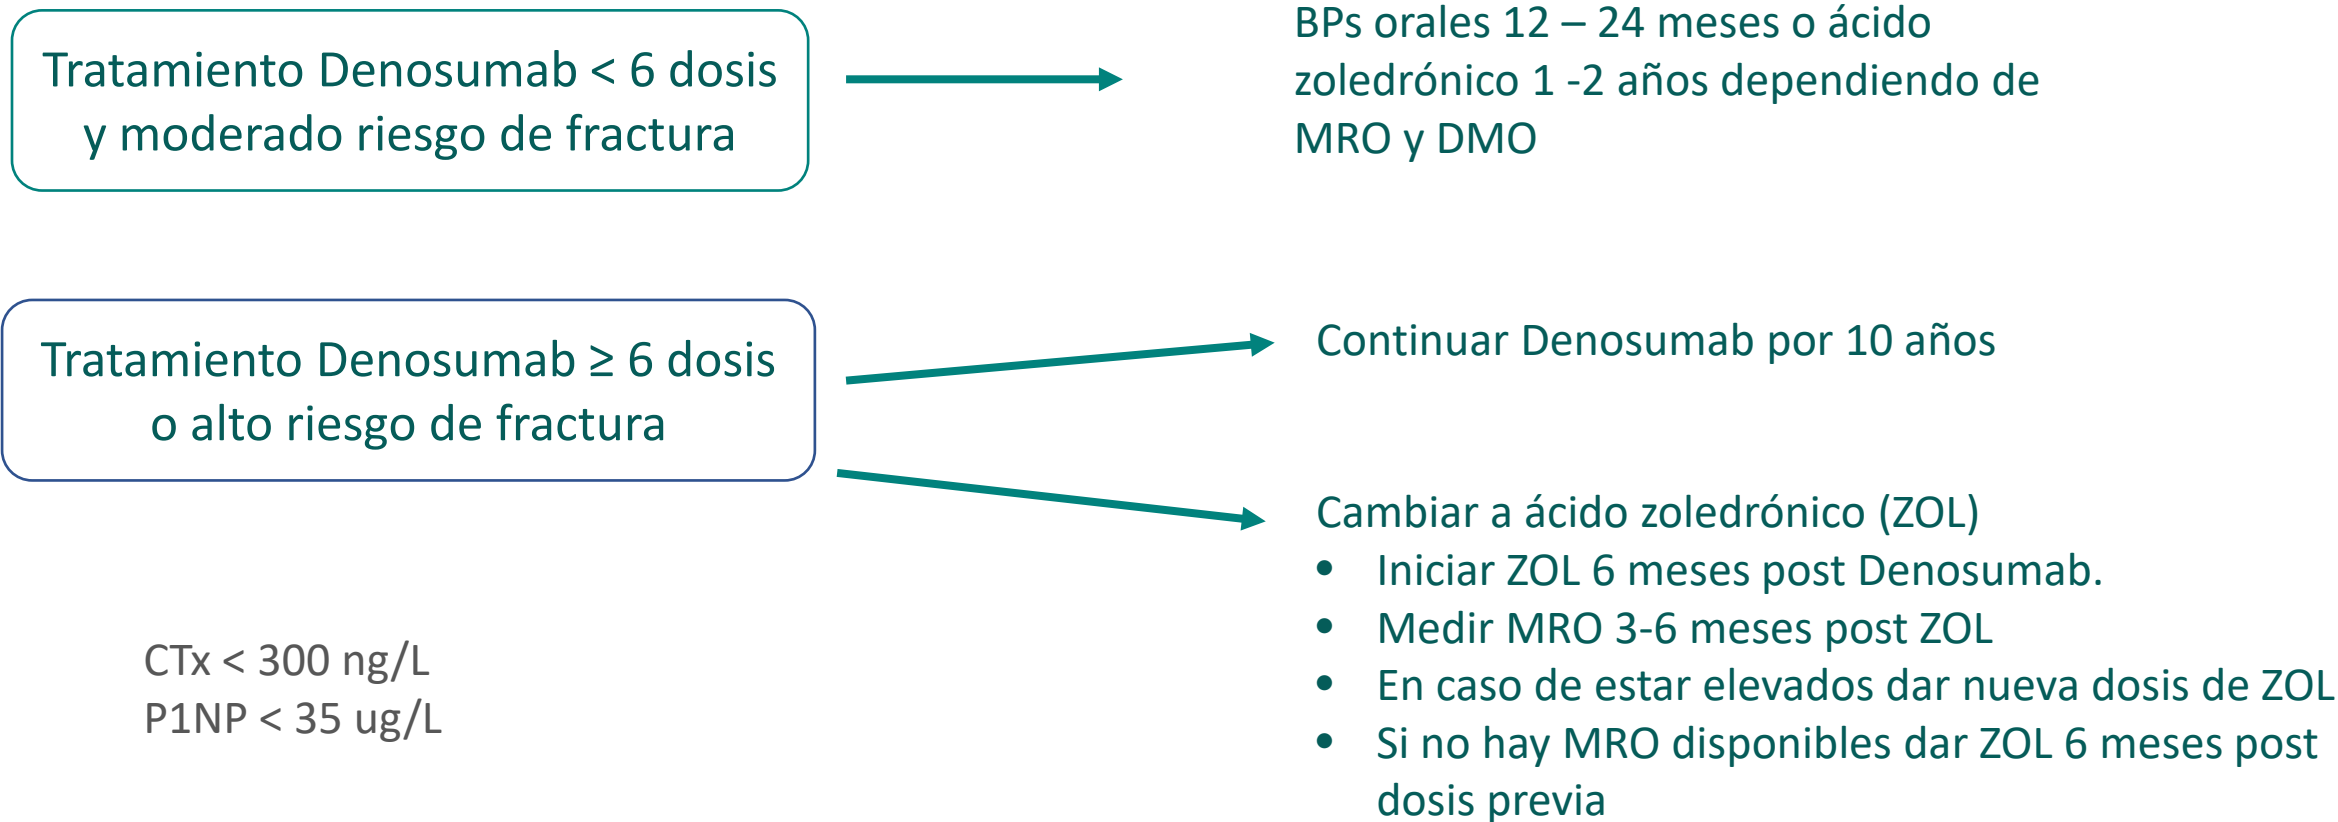 Tratamiento Denosumab < 6 dosis
y moderado riesgo de fractura
BPs orales 12 – 24 meses o ácido
zoledrónico 1 -2 años dependiendo de
MRO y DMO
Tratamiento Denosumab ≥ 6 dosis
o alto riesgo de fractura
Continuar Denosumab por 10 años
Cambiar a ácido zoledrónico (ZOL)
• Iniciar ZOL 6 meses post Denosumab.
• Medir MRO 3-6 meses post ZOL
• En caso de estar elevados dar nueva dosis de ZOL
• Si no hay MRO disponibles dar ZOL 6 meses post
dosis previa
CTx < 300 ng/L
P1NP < 35 ug/L